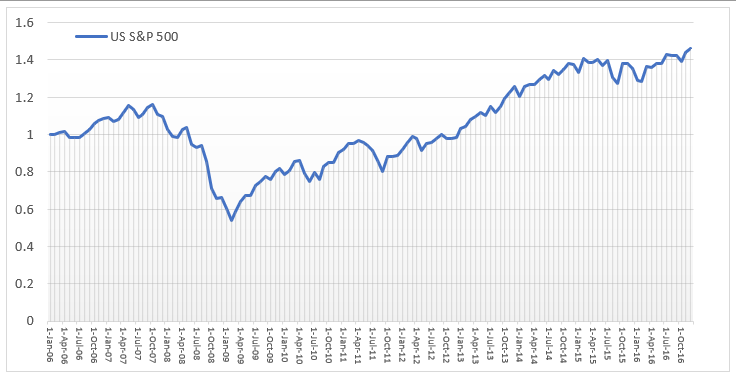 1.6
US S&P 500
1.4
1.2
1
0.8
0.6
0.4
0.2
0
1-Jan-06
1-Apr-06
1-Jul-06
1-Oct-06
1-Jan-07
1-Apr-07
1-Jul-07
1-Oct-07
1-Jan-08
1-Apr-08
1-Jul-08
1-Oct-08
1-Jan-09
1-Apr-09
1-Jul-09
1-Oct-09
1-Jan-10
1-Apr-10
1-Jul-10
1-Oct-10
1-Jan-11
1-Apr-11
1-Jul-11
1-Oct-11
1-Jan-12
1-Apr-12
1-Jul-12
1-Oct-12
1-Jan-13
1-Apr-13
1-Jul-13
1-Oct-13
1-Jan-14
1-Apr-14
1-Jul-14
1-Oct-14
1-Jan-15
1-Apr-15
1-Jul-15
1-Oct-15
1-Jan-16
1-Apr-16
1-Jul-16
1-Oct-16